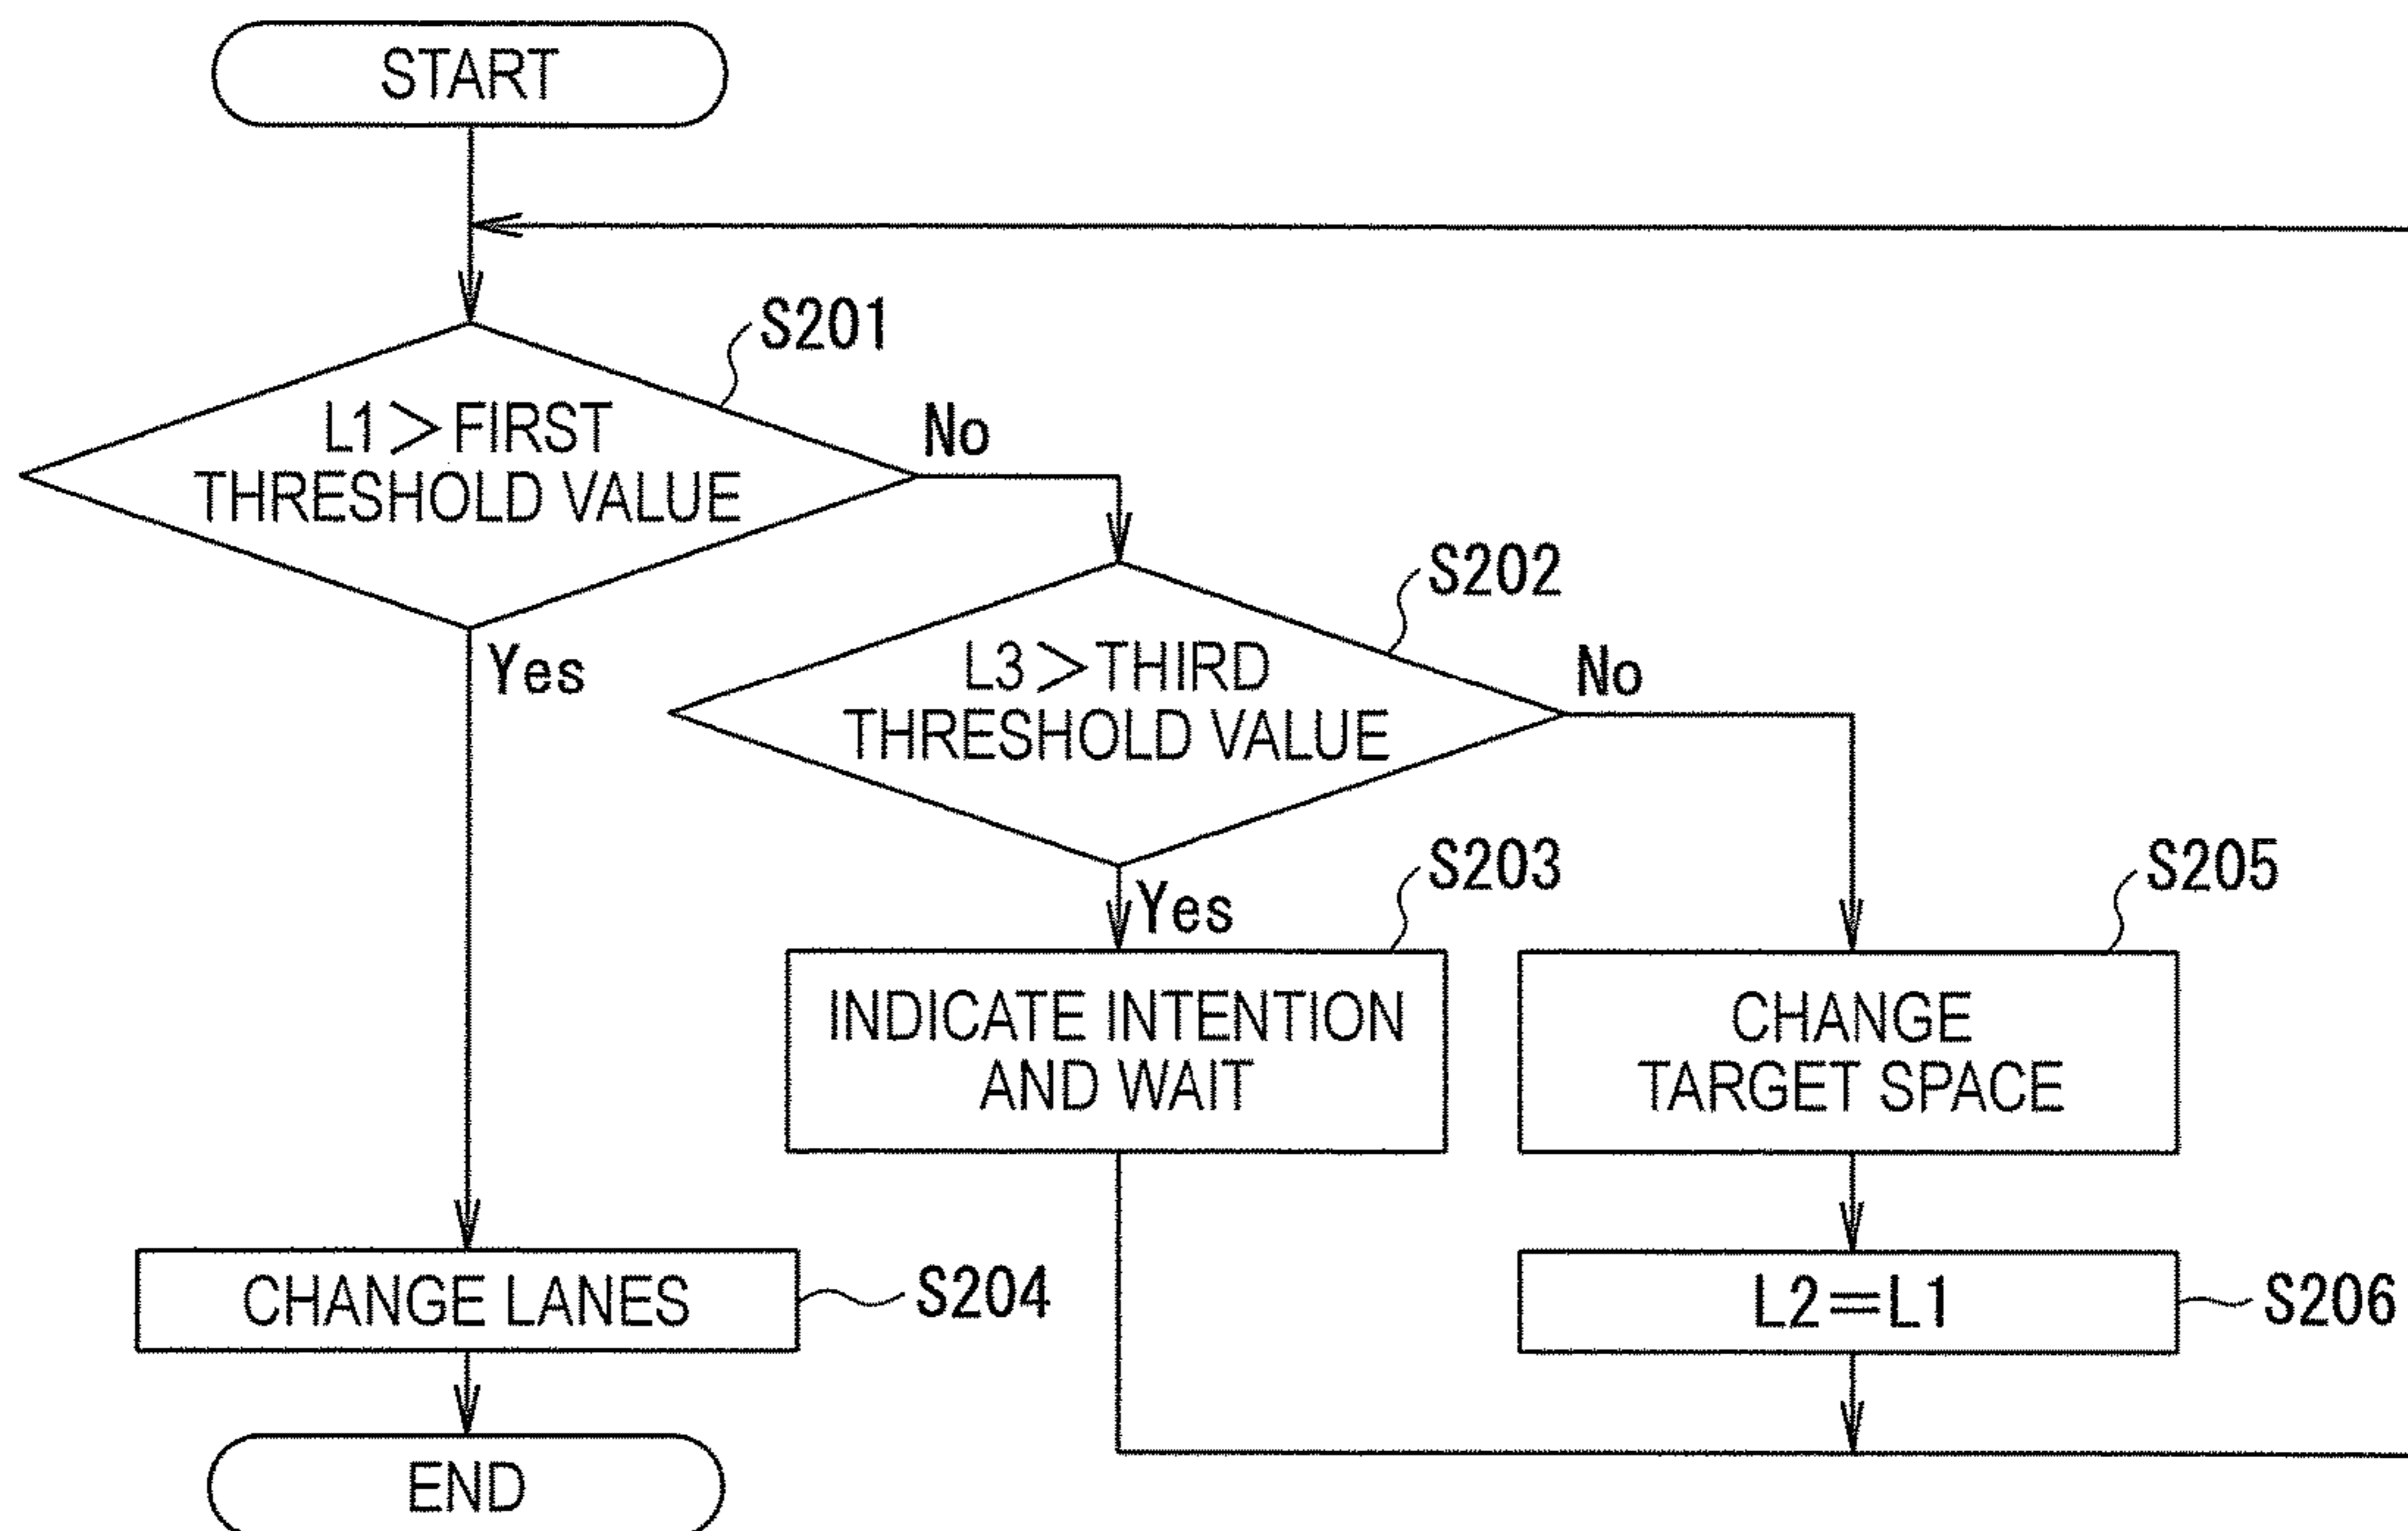 START
S201
L1>FIRST
THRESHOLD VALUE
No
Yes
S202
L3>THIRD
THRESHOLD VALUE
No
Yes
S203
INDICATE INTENTION
AND WAIT
S205
CHANGE
TARGET SPACE
CHANGE LANES
S204
L2=L1
S206
END